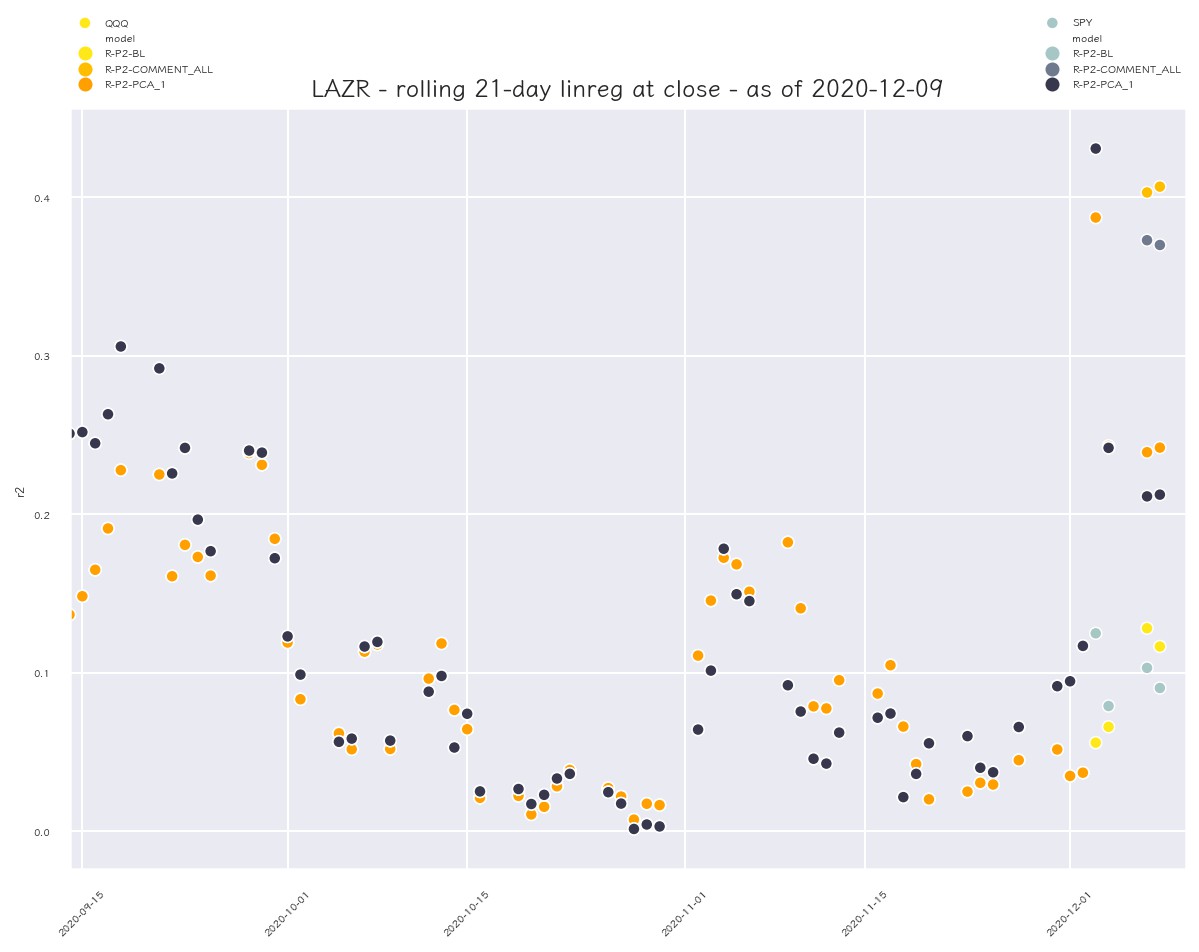 QQQ
model
R-P2-BL
R-P2-COMMENT_ALL
R-P2-PCA_1
SPY
model
R-P2-BL
R-P2-COMMENT_ALL
R-P2-PCA_1
LAZR - rolling 21-day linreg at close - as of 2020-12-09
r2
0.4
0.3
0.2
0.1
0.0
2020-09-15
2020-10-01
2020-10-15
2020-11-01
2020-11-15
2020-12-01